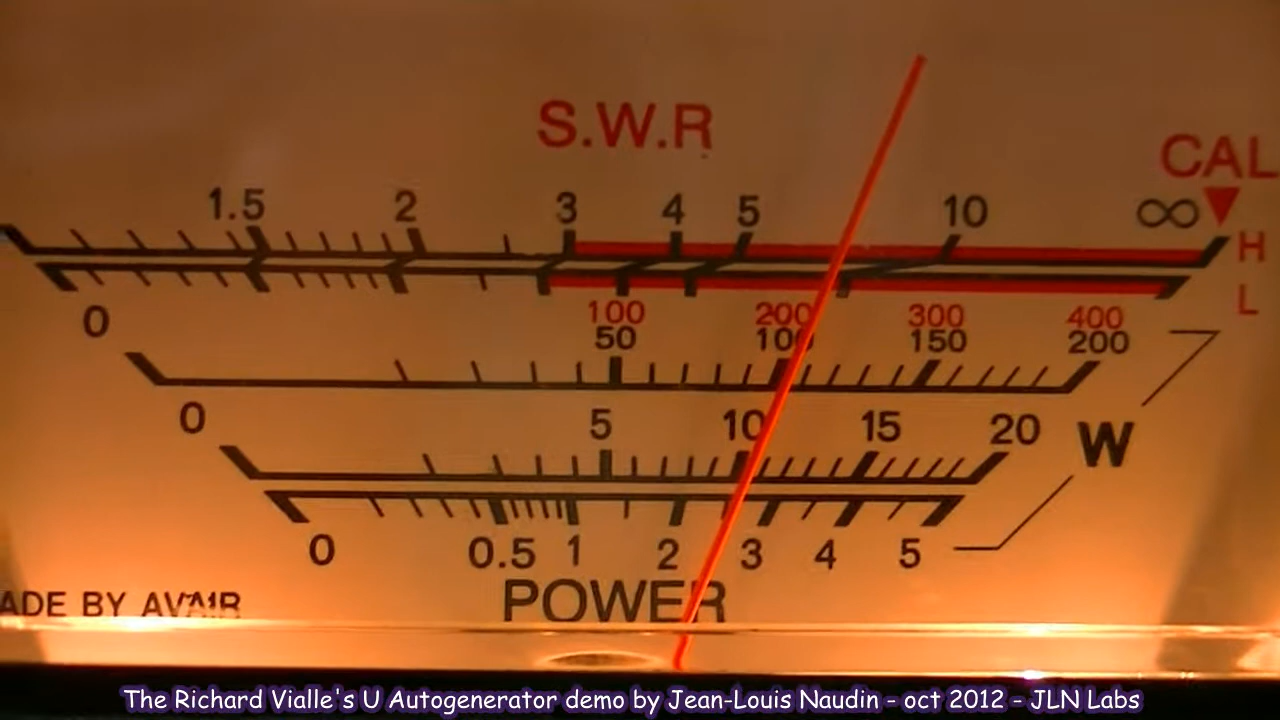 S.W.R
CAL
1.5 2 3 4 5 10 ∞
H
L
0 100 200 300 400
50 100 150 200
0 5 10 15 20
W
0 0.5 1 2 3 4 5
POWER
ADE BY AVAIR
The Richard Vialle's U Autogenerator demo by Jean-Louis Naudin - oct 2012 - JLN Labs